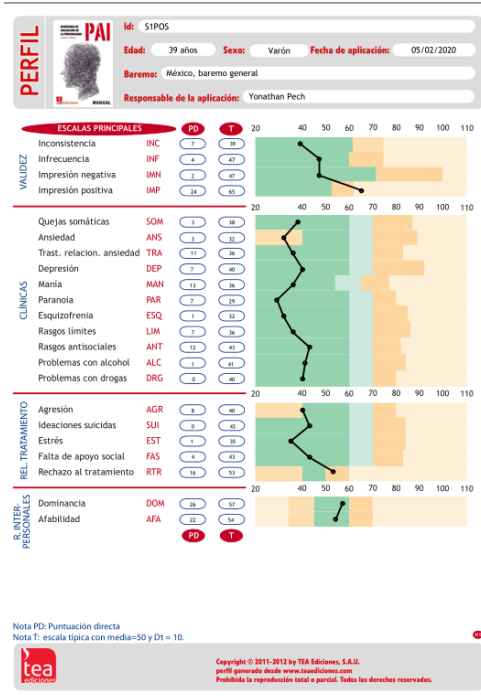 PERFIL
INVENTARIO DE EVALUACIÓN DE LA PERSONALIDAD
PAI
MANUAL
Id: S1POS
Edad: 39 años Sexo: Varón Fecha de aplicación: 05/02/2020
Baremo: México, baremo general
Responsable de la aplicación: Yonathan Pech
ESCALAS PRINCIPALES PD T 20 30 40 50 60 70 80 90 100 110
VALIDEZ
Inconsistencia INC 7 39
Infrecuencia INF 4 47
Impresión negativa IMN 2 47
Impresión positiva IMP 24 65
20 30 40 50 60 70 80 90 100 110
CLÍNICAS
Quejas somáticas SOM 3 38
Ansiedad ANS 3 32
Trast. relacion. ansiedad TRA 11 36
Depresión DEP 7 40
Manía MAN 13 36
Paranoia PAR 7 29
Esquizofrenia ESQ 1 32
Rasgos límites LIM 7 36
Rasgos antisociales ANT 12 43
Problemas con alcohol ALC 1 41
Problemas con drogas DRG 0 40
20 30 40 50 60 70 80 90 100 110
REL. TRATAMIENTO
Agresión AGR 8 40
Ideaciones suicidas SUI 0 43
Estrés EST 1 35
Falta de apoyo social FAS 4 43
Rechazo al tratamiento RTR 16 53
20 30 40 50 60 70 80 90 100 110
R. INTER-
PERSONALES
Dominancia DOM 26 57
Afabilidad AFA 22 54
PD T
Nota PD: Puntuación directa
Nota T: escala típica con media=50 y Dt = 10.
tea
ediciones
Copyright © 2011-2012 by TEA Ediciones, S.A.U.
perfil generado desde www.teaediciones.com
Prohibida la reproducción total o parcial. Todos los derechos reservados.